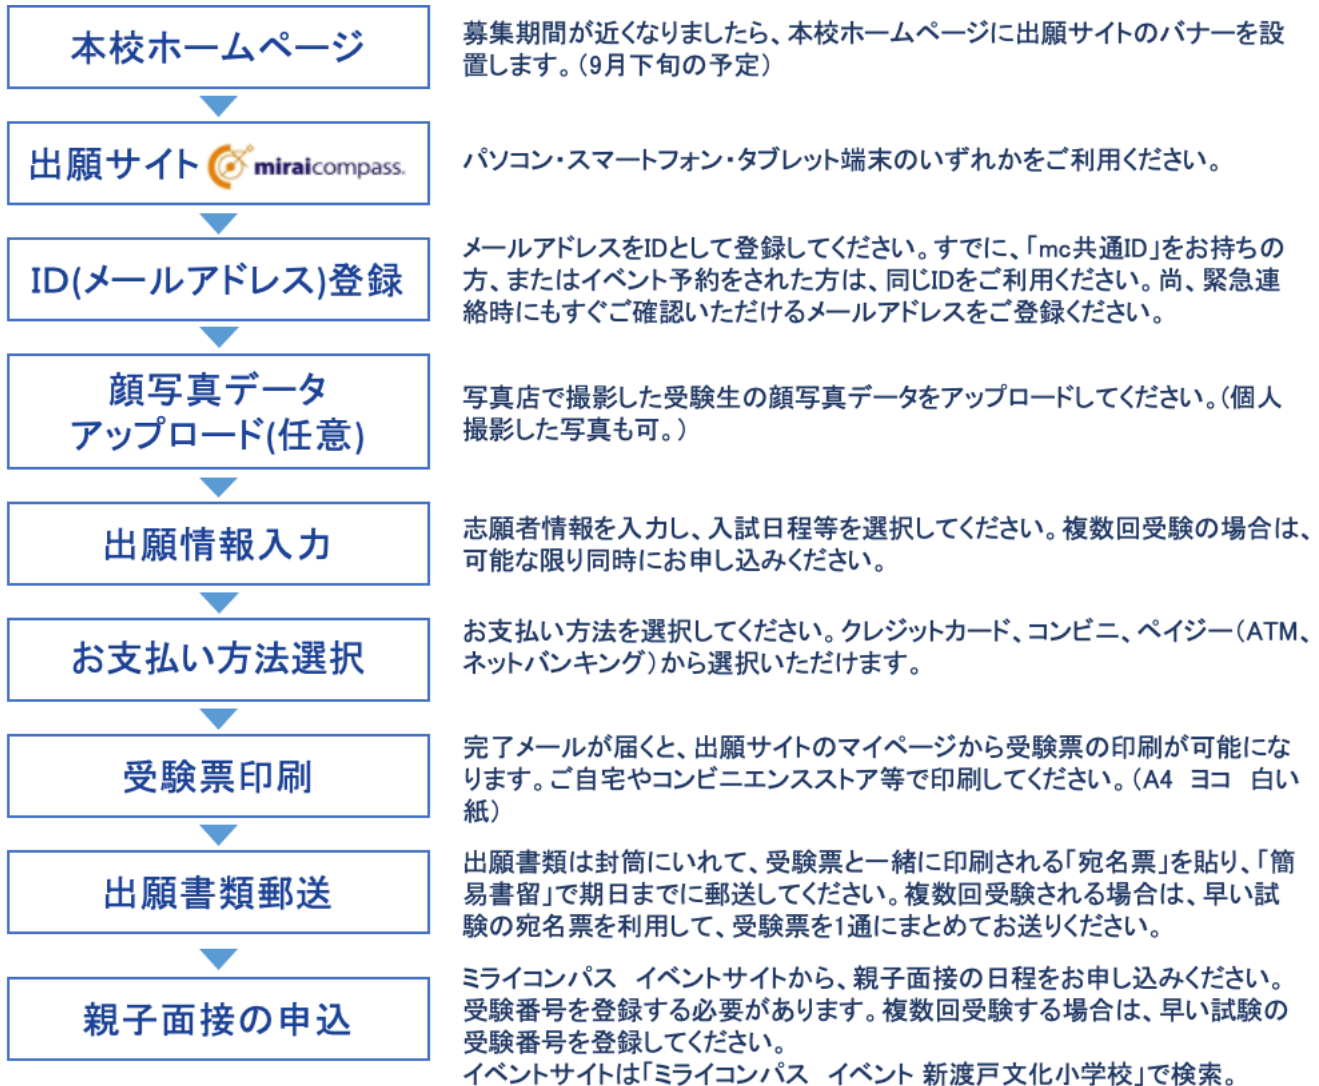 本校ホームページ
募集期間が近くなりましたら、本校ホームページに出願サイトのバナーを設
置します。（9月下旬の予定）
出願サイト miraicompass.
パソコン・スマートフォン・タブレット端末のいずれかをご利用ください。
ID(メールアドレス)登録
メールアドレスをIDとして登録してください。すでに、「mc共通ID」をお持ちの
方、またはイベント予約をされた方は、同じIDをご利用ください。尚、緊急連
絡時にもすぐご確認いただけるメールアドレスをご登録ください。
顔写真データ
アップロード(任意)
写真店で撮影した受験生の顔写真データをアップロードしてください。（個人
撮影した写真も可。）
出願情報入力
志願者情報を入力し、入試日程等を選択してください。複数回受験の場合は、
可能な限り同時にお申し込みください。
お支払い方法選択
お支払い方法を選択してください。クレジットカード、コンビニ、ペイジー（ATM、
ネットバンキング）から選択いただけます。
受験票印刷
完了メールが届くと、出願サイトのマイページから受験票の印刷が可能にな
ります。ご自宅やコンビニエンスストア等で印刷してください。（A4　ヨコ　白い
紙）
出願書類郵送
出願書類は封筒にいれて、受験票と一緒に印刷される「宛名票」を貼り、「簡
易書留」で期日までに郵送してください。複数回受験される場合は、早い試
験の宛名票を利用して、受験票を1通にまとめてお送りください。
親子面接の申込
ミライコンパス　イベントサイトから、親子面接の日程をお申し込みください。
受験番号を登録する必要があります。複数回受験する場合は、早い試験の
受験番号を登録してください。
イベントサイトは「ミライコンパス　イベント 新渡戸文化小学校」で検索。